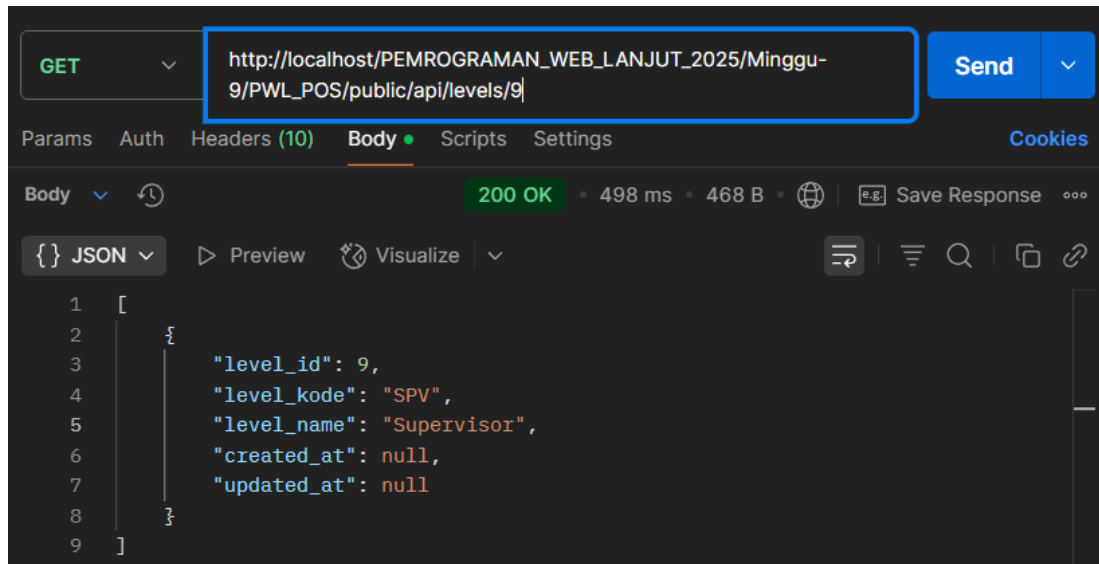 GET
http://localhost/PEMROGRAMAN_WEB_LANJUT_2025/Minggu-
9/PWL_POS/public/api/levels/9
Send
Params Auth Headers (10) Body Scripts Settings Cookies
Body 200 OK • 498 ms • 468 B e.g. Save Response
{} JSON Preview Visualize
1 [
2 {
3 "level_id": 9,
4 "level_kode": "SPV",
5 "level_name": "Supervisor",
6 "created_at": null,
7 "updated_at": null
8 }
9 ]